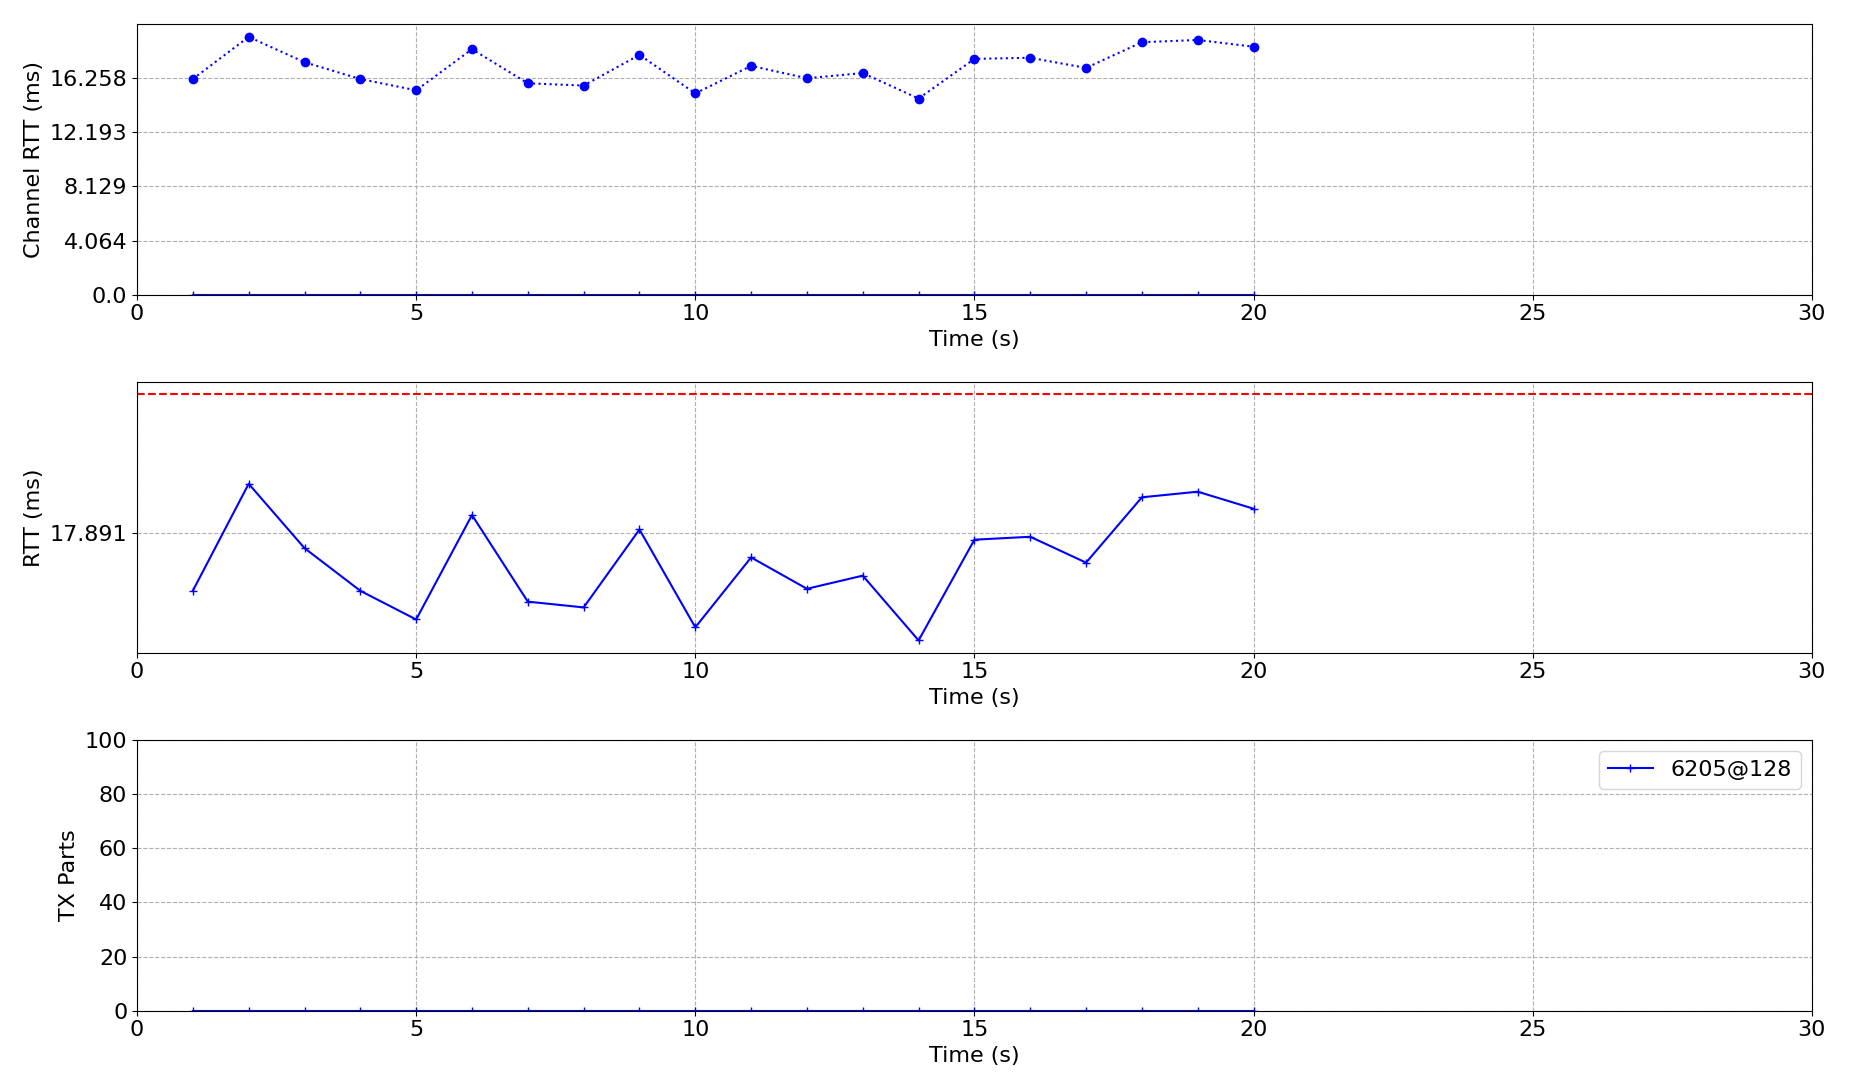 Channel RTT (ms)
16.258
12.193
8.129
4.064
0.0
0 5 10 15 20 25 30
Time (s)
RTT (ms)
17.891
0 5 10 15 20 25 30
Time (s)
TX Parts
100
80
60
40
20
0
6205@128
0 5 10 15 20 25 30
Time (s)